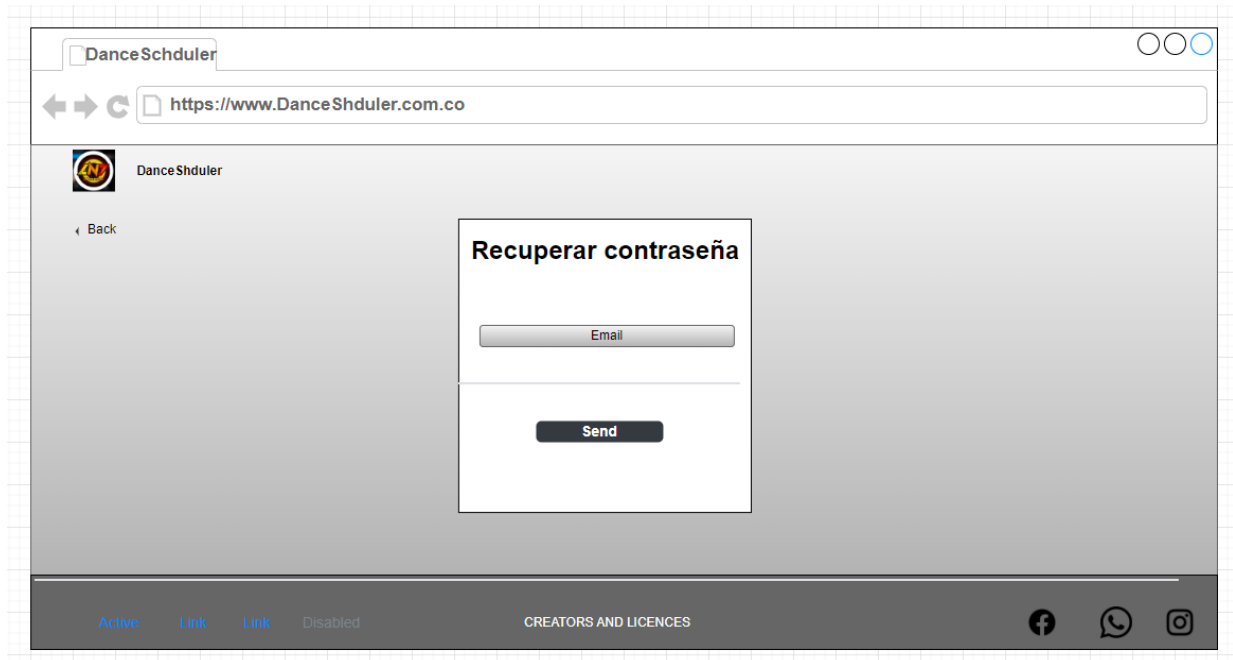 DanceSchduler
https://www.DanceShduler.com.co
DanceShduler
Back
Recuperar contraseña
Email
Send
Active Link Link Disabled CREATORS AND LICENCES